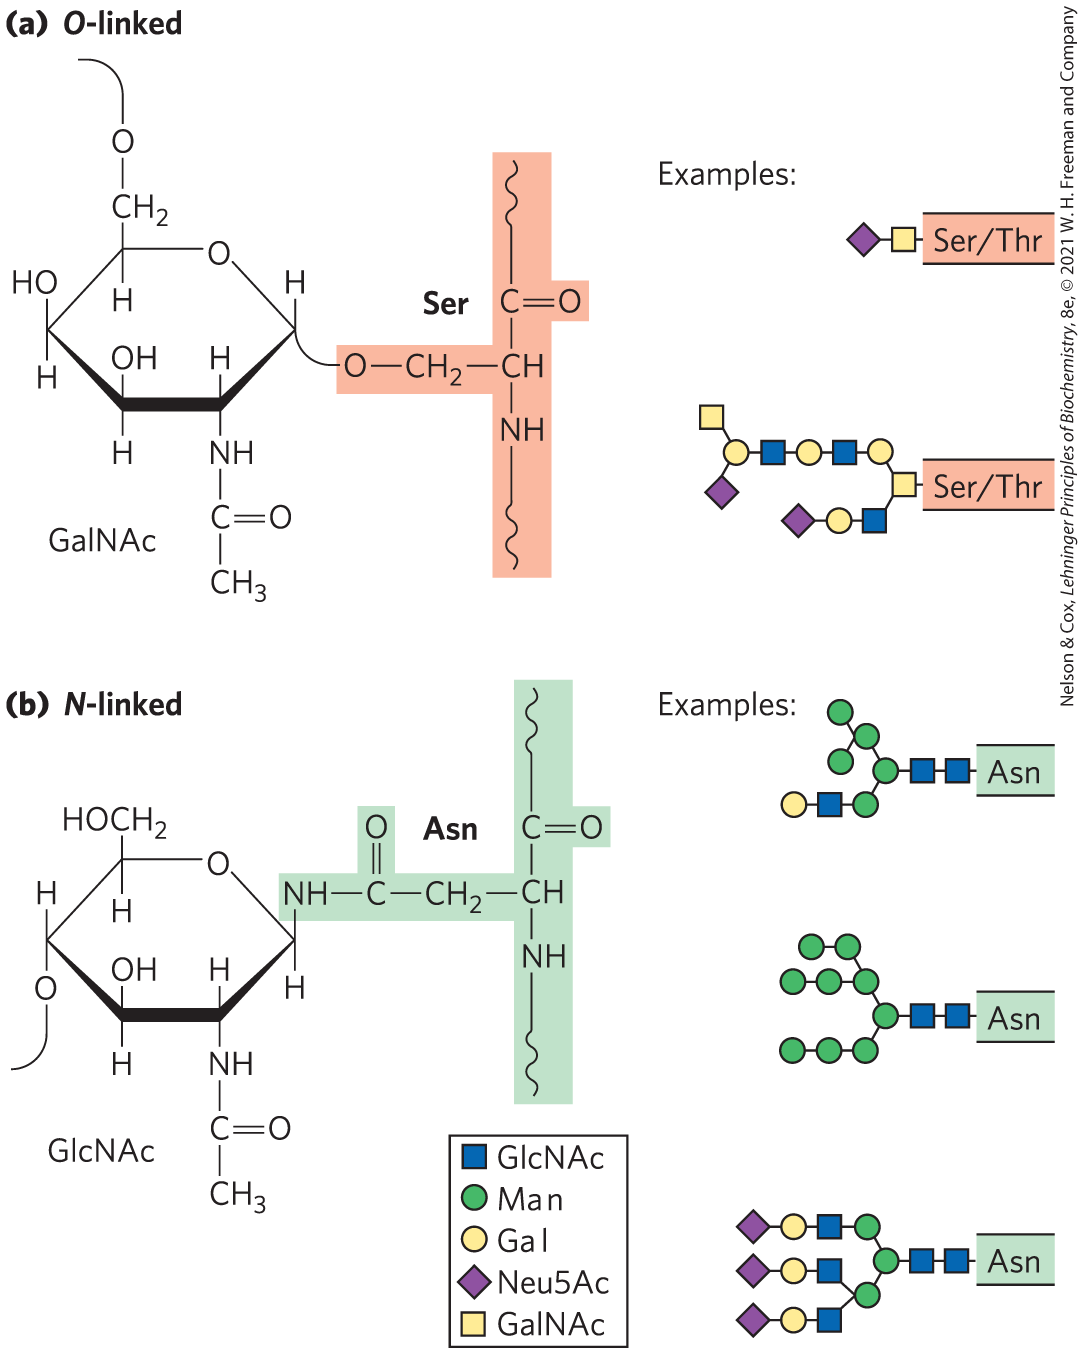 (a) O-linked
O
CH2
HO
O
H
H
OH
H
H
H
NH
C=O
CH3
GalNAc
Ser
C=O
O—CH2—CH
NH
Examples:
Ser/Thr
Ser/Thr
(b) N-linked
HOCH2
O
H
H
OH
H
H
O
H
NH
C=O
CH3
GlcNAc
O
Asn
C=O
NH—C—CH2—CH
NH
Examples:
Asn
Asn
Asn
GlcNAc
Man
Gal
Neu5Ac
GalNAc
Nelson & Cox, Lehninger Principles of Biochemistry, 8e, © 2021 W. H. Freeman and Company